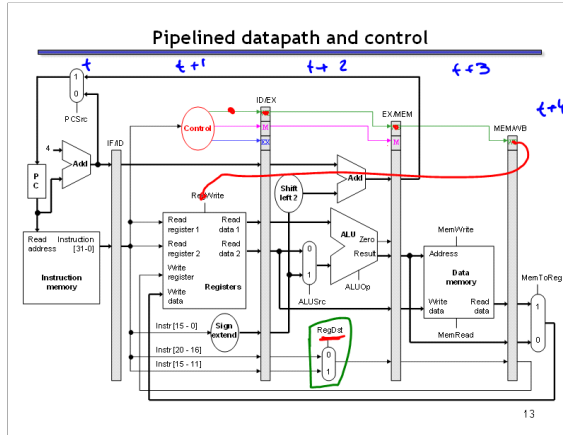 Pipelined datapath and control
t
t+1
t+2
t+3
t+4
1
0
PCSrc
ID/EX
EX/MEM
MEM/WB
Control
M
EX
M
IF/ID
4
Add
P
C
Add
Shift
left 2
RegWrite
Read
address
Instruction
[31-0]
Instruction
memory
Read
register 1
Read
data 1
Read
register 2
Read
data 2
Write
register
Write
data
Registers
ALU
Zero
Result
0
1
ALUSrc
ALUOp
MemWrite
Address
Data
memory
Write
data
Read
data
MemRead
MemToReg
1
0
Instr[15 - 0]
Sign
extend
RegDst
Instr[20 - 16]
0
Instr[15 - 11]
1
13